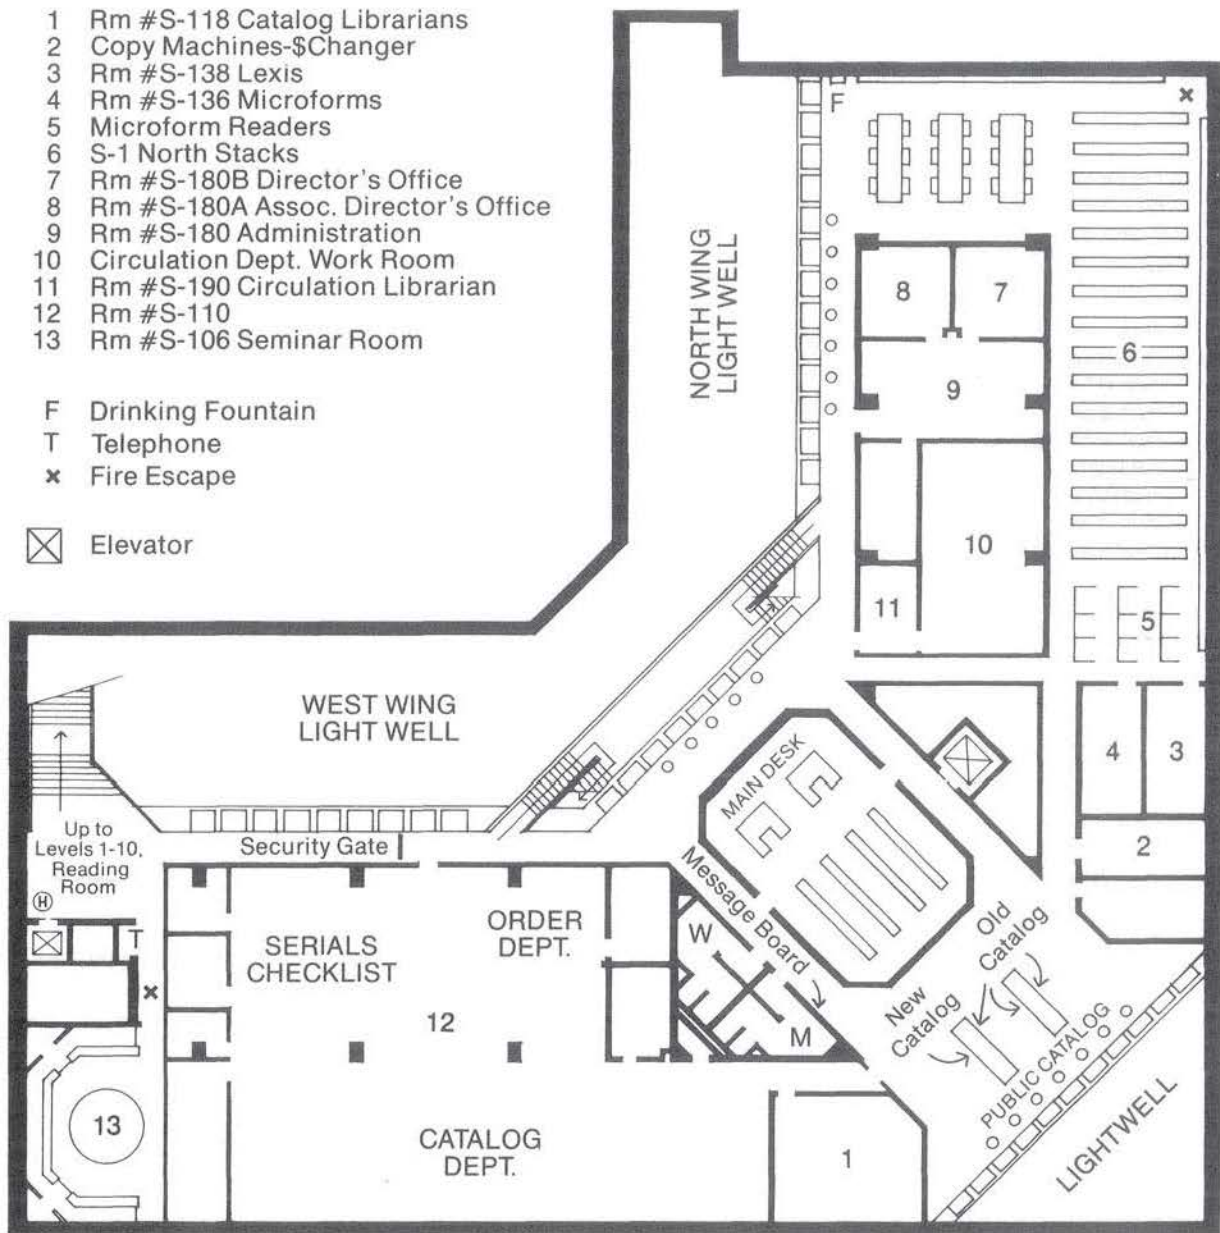 1 Rm #S-118 Catalog Librarians
2 Copy Machines-$Changer
3 Rm #S-138 Lexis
4 Rm #S-136 Microforms
5 Microform Readers
6 S-1 North Stacks
7 Rm #S-180B Director's Office
8 Rm #S-180A Assoc. Director's Office
9 Rm #S-180 Administration
10 Circulation Dept. Work Room
11 Rm #S-190 Circulation Librarian
12 Rm #S-110
13 Rm #S-106 Seminar Room
F Drinking Fountain
T Telephone
× Fire Escape
Elevator
F
×
NORTH WING
LIGHT WELL
8
7
6
9
10
11
5
WEST WING
LIGHT WELL
4
3
2
MAIN DESK
Up to
Levels 1-10,
Reading
Room
H
Security Gate
Message Board
T
×
SERIALS
CHECKLIST
ORDER
DEPT.
W
M
12
Old
Catalog
New
Catalog
PUBLIC CATALOG
LIGHTWELL
13
CATALOG
DEPT.
1